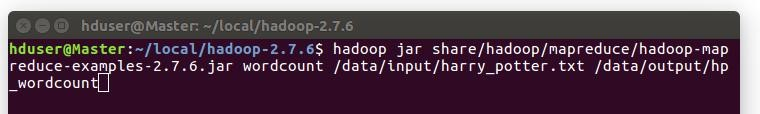 hduser@Master: ~/local/hadoop-2.7.6
hduser@Master:~/local/hadoop-2.7.6$ hadoop jar share/hadoop/mapreduce/hadoop-map
reduce-examples-2.7.6.jar wordcount /data/input/harry_potter.txt /data/output/hp
_wordcount